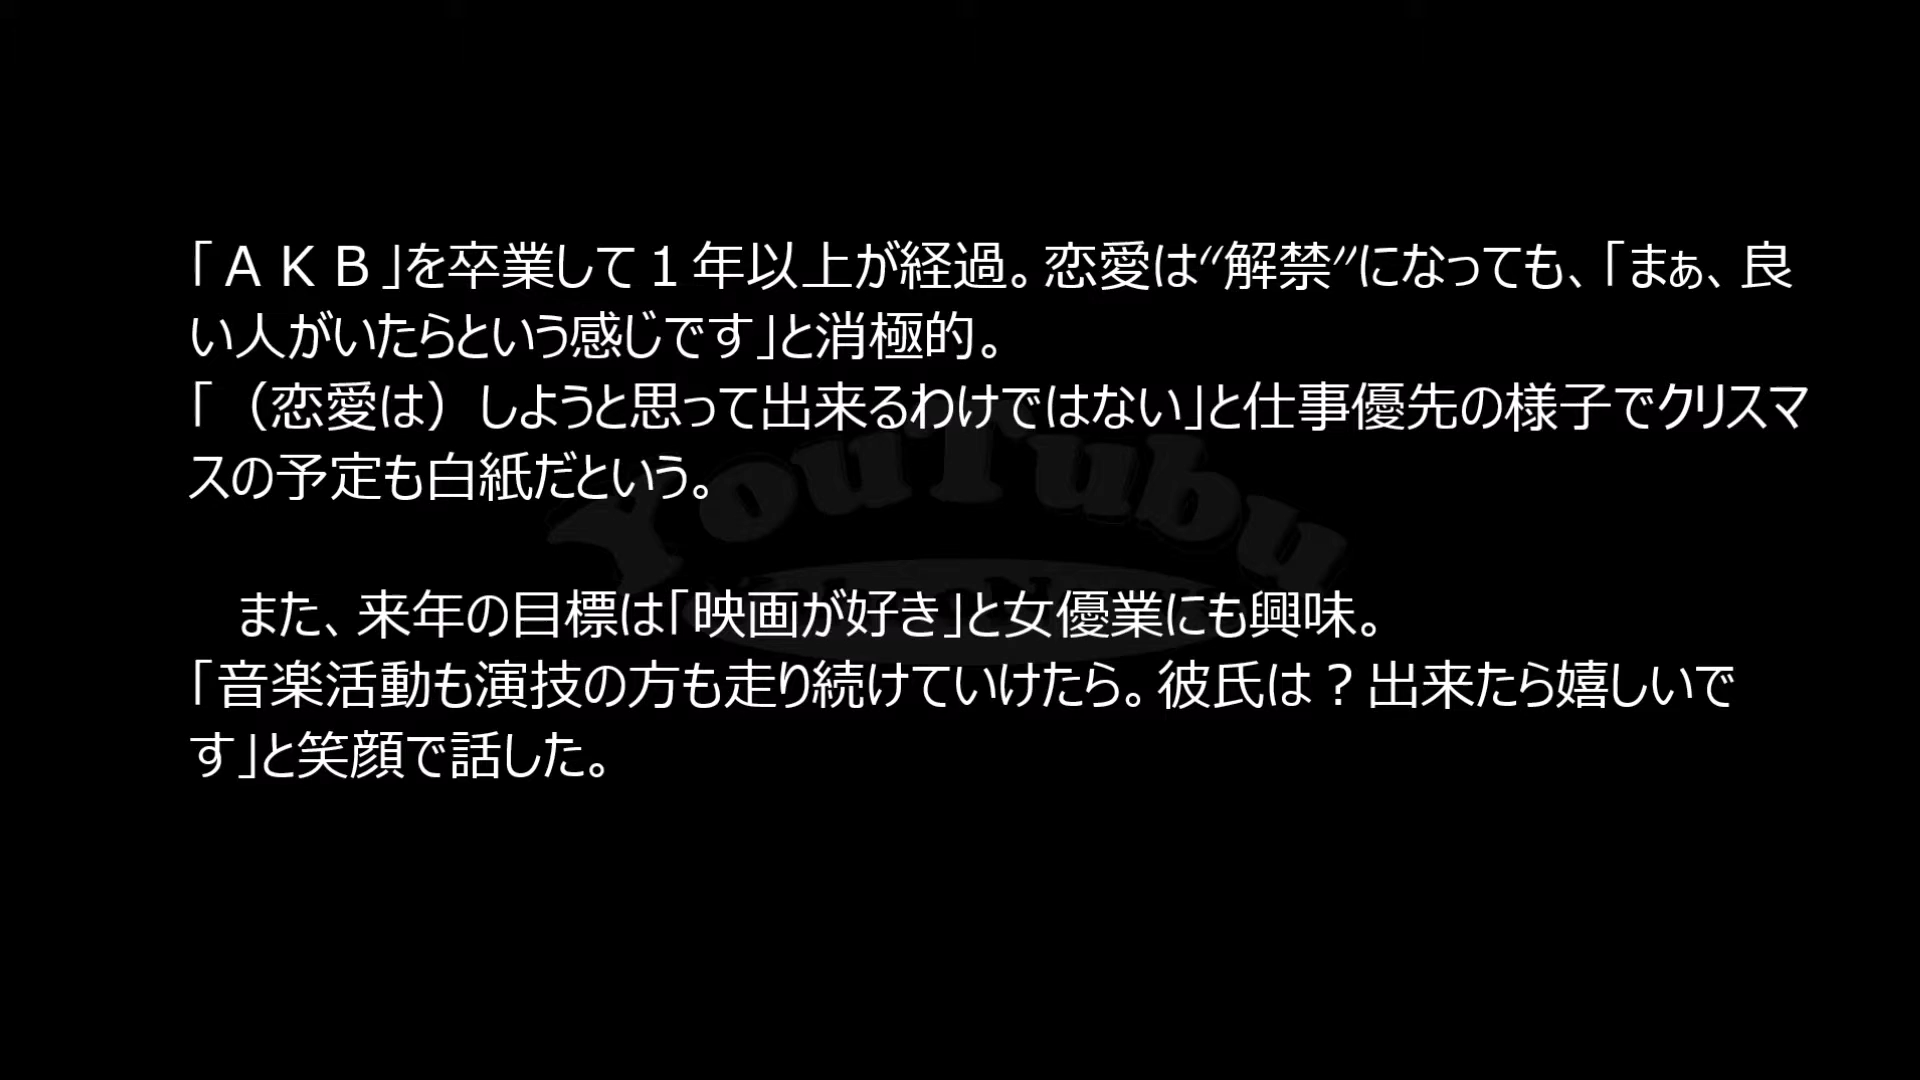 「ＡＫＢ」を卒業して１年以上が経過。恋愛は“解禁”になっても、「まぁ、良
い人がいたらという感じです」と消極的。
「（恋愛は）しようと思って出来るわけではない」と仕事優先の様子でクリスマ
スの予定も白紙だという。
　また、来年の目標は「映画が好き」と女優業にも興味。
「音楽活動も演技の方も走り続けていけたら。彼氏は？出来たら嬉しいで
す」と笑顔で話した。
YouTuby